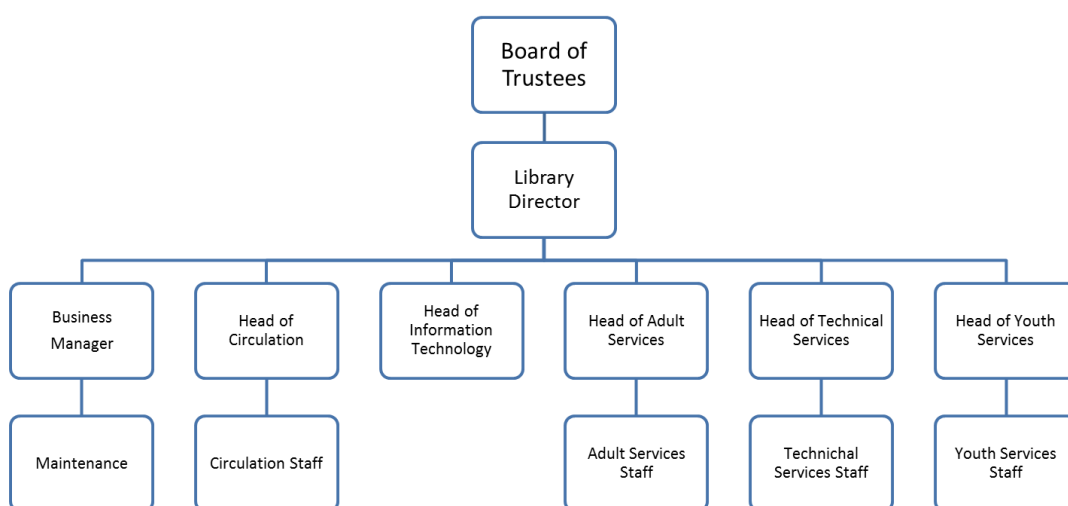 Board of
Trustees
Library
Director
Business
Manager
Head of
Circulation
Head of
Information
Technology
Head of Adult
Services
Head of Technical
Services
Head of Youth
Services
Maintenance
Circulation Staff
Adult Services
Staff
Technichal
Services Staff
Youth Services
Staff